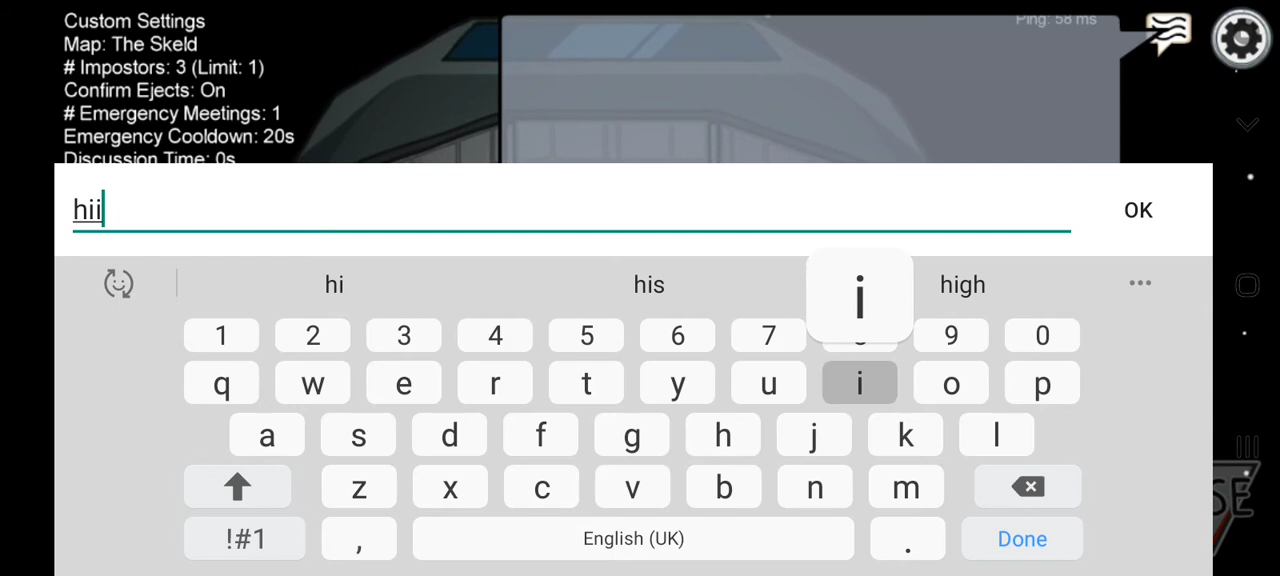 Custom Settings
Map: The Skeld
# Impostors: 3 (Limit: 1)
Confirm Ejects: On
# Emergency Meetings: 1
Emergency Cooldown: 20s
Discussion Time: 0s
Ping: 58 ms
hii
OK
hi his high
i
1 2 3 4 5 6 7 9 0
q w e r t y u i o p
a s d f g h j k l
z x c v b n m
!#1 , English (UK) . Done